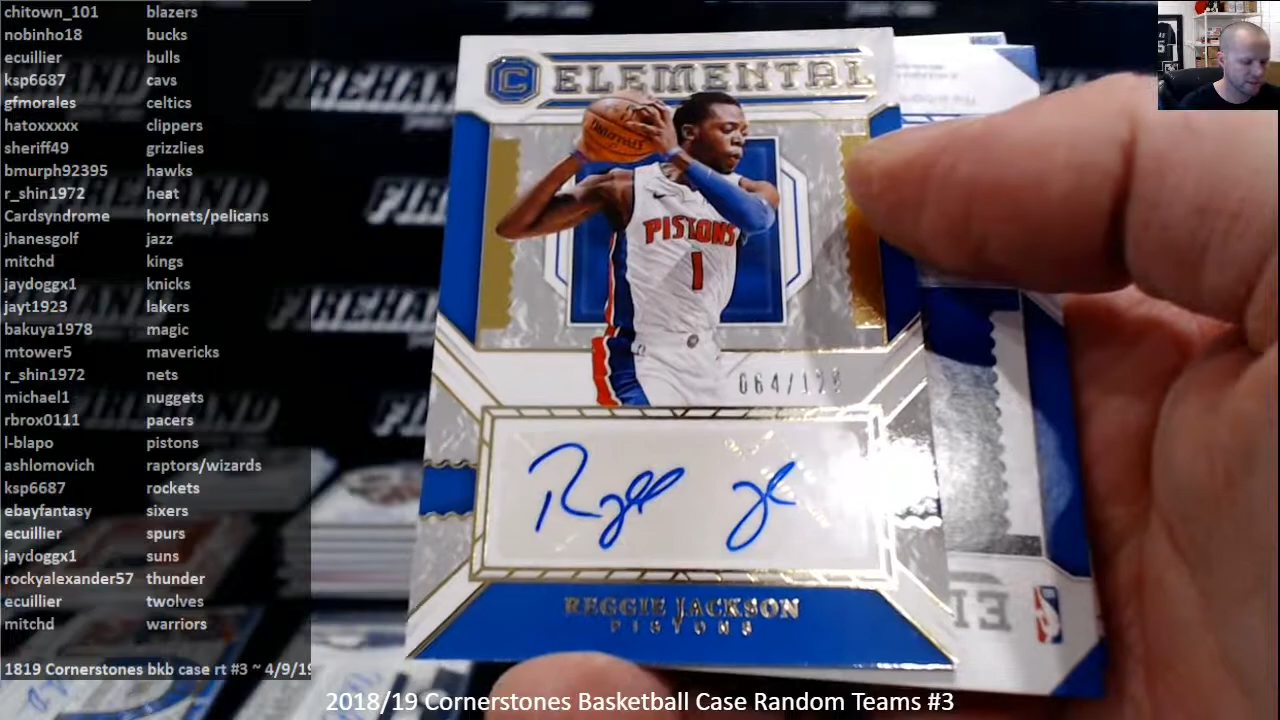 chitown_101 blazers
nobinho18 bucks
ecuillier bulls
ksp6687 cavs
gfmorales celtics
hatoxxxx clippers
sheriff49 grizzlies
bmurph92395 hawks
r_shin1972 heat
Cardsyndrome hornets/pelicans
jhanesgolf jazz
mitchd kings
jaydoggx1 knicks
jayt1923 lakers
bakuya1978 magic
mtower5 mavericks
r_shin1972 nets
michael1 nuggets
rbrox0111 pacers
l-blapo pistons
ashlomovich raptors/wizards
ksp6687 rockets
ebayfantasy sixers
ecuillier spurs
jaydoggx1 suns
rockyalexander57 thunder
ecuillier twolves
mitchd warriors
1819 Cornerstones bkb case rt #3 ~ 4/9/19
C ELEMENTAL
PISTONS
1
064/125
REGGIE JACKSON
PISTONS
FIREHAND
2018/19 Cornerstones Basketball Case Random Teams #3